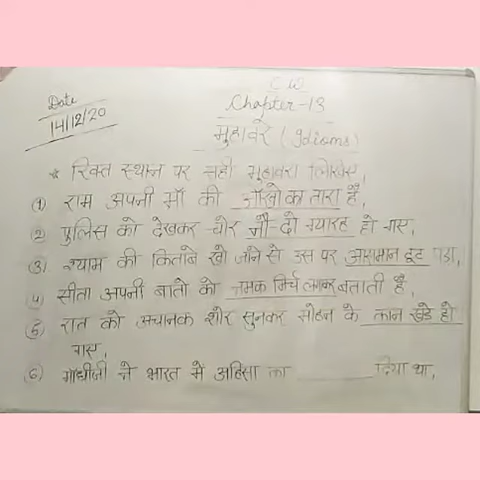 C W
Date
14/12/20
Chapter-13
मुहावरे (Idioms)
* रिक्त स्थान पर सही मुहावरा लिखिए,
(1) राम अपनी माँ की आँखो का तारा है,
(2) पुलिस को देखकर चोर नौ-दो ग्यारह हो गए,
(3) श्याम की किताबे खो जाने से उस पर आसमान टूट पड़ा,
(4) सीता अपनी बातो को नमक मिर्च लगाकर बताती है,
(5) रात को अचानक शोर सुनकर मोहन के कान खड़े हो
गए,
(6) गाँधीजी ने भारत मे अहिंसा का ________ दिया था,